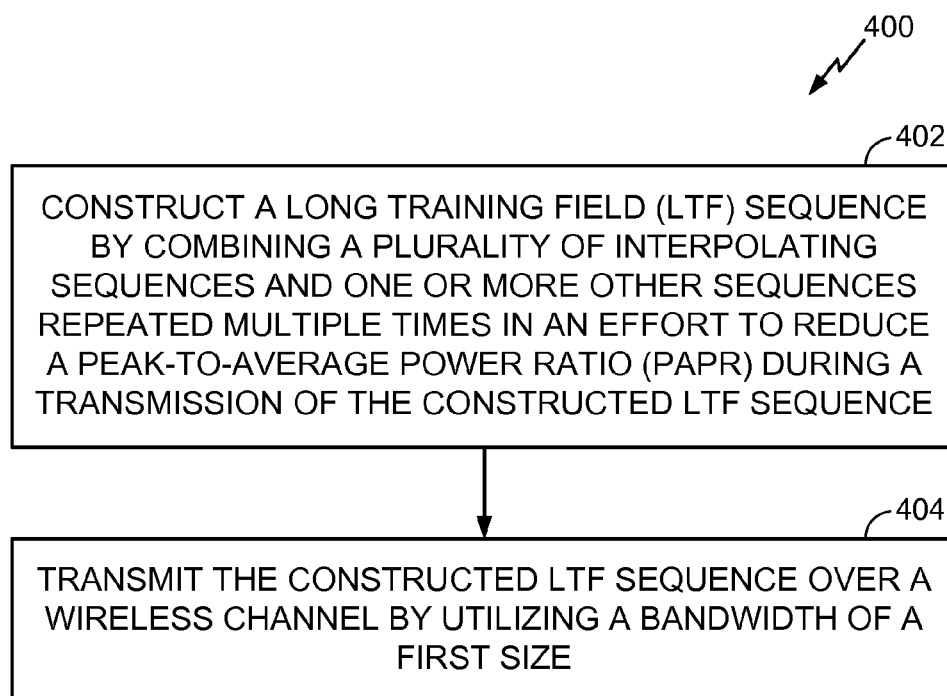 400
402
CONSTRUCT A LONG TRAINING FIELD (LTF) SEQUENCE
BY COMBINING A PLURALITY OF INTERPOLATING
SEQUENCES AND ONE OR MORE OTHER SEQUENCES
REPEATED MULTIPLE TIMES IN AN EFFORT TO REDUCE
A PEAK-TO-AVERAGE POWER RATIO (PAPR) DURING A
TRANSMISSION OF THE CONSTRUCTED LTF SEQUENCE
404
TRANSMIT THE CONSTRUCTED LTF SEQUENCE OVER A
WIRELESS CHANNEL BY UTILIZING A BANDWIDTH OF A
FIRST SIZE